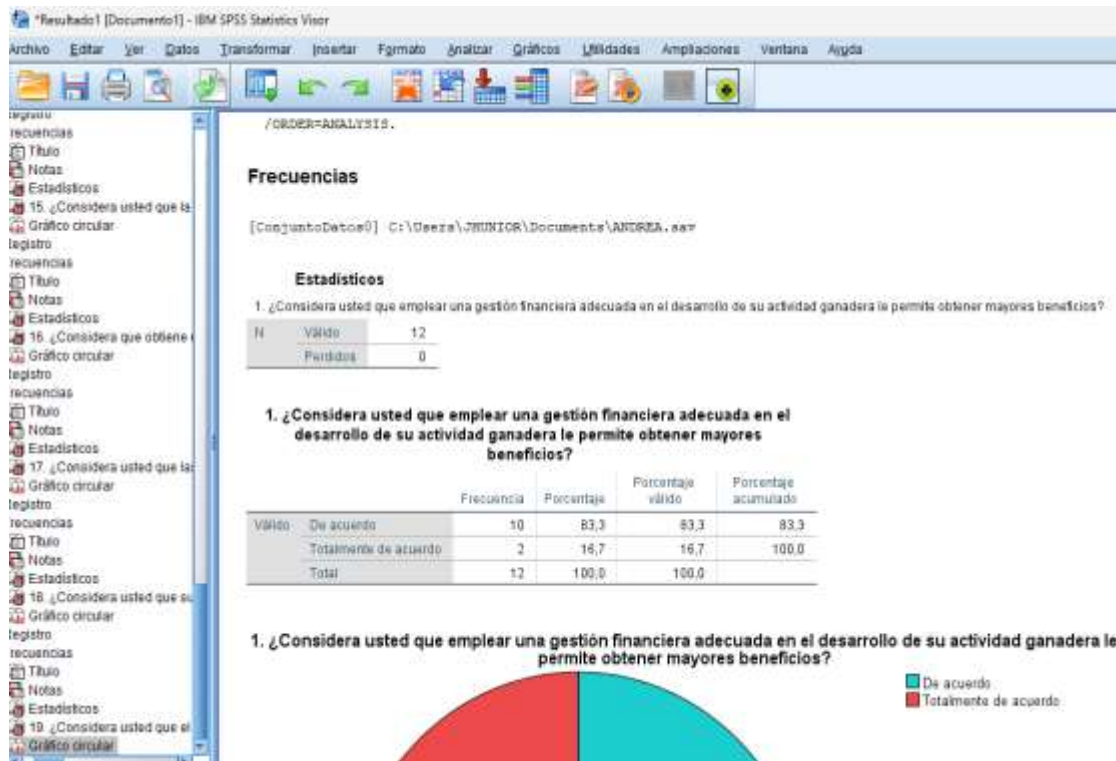 *Resultado1 [Documento1] - IBM SPSS Statistics Visor
Archivo Editar Ver Datos Transformar Insertar Formato Analizar Gráficos Utilidades Ampliaciones Ventana Ayuda
Registro
Frecuencias
Título
Notas
Estadísticos
15. ¿Considera usted que la
Gráfico circular
Registro
Frecuencias
Título
Notas
Estadísticos
16. ¿Considera que obtiene
Gráfico circular
Registro
Frecuencias
Título
Notas
Estadísticos
17. ¿Considera usted que las
Gráfico circular
Registro
Frecuencias
Título
Notas
Estadísticos
18. ¿Considera usted que su
Gráfico circular
Registro
Frecuencias
Título
Notas
Estadísticos
19. ¿Considera usted que el
Gráfico circular
/ORDER=ANALYSIS.
Frecuencias
[ConjuntoDatos0] C:\Users\JMUNIOR\Documents\ANDREA.sav
Estadísticos
1. ¿Considera usted que emplear una gestión financiera adecuada en el desarrollo de su actividad ganadera le permite obtener mayores beneficios?
N Válido 12
Perdidos 0
1. ¿Considera usted que emplear una gestión financiera adecuada en el
desarrollo de su actividad ganadera le permite obtener mayores
beneficios?
Frecuencia Porcentaje Porcentaje válido Porcentaje acumulado
Válido De acuerdo 10 83,3 83,3 83,3
Totalmente de acuerdo 2 16,7 16,7 100,0
Total 12 100,0 100,0
1. ¿Considera usted que emplear una gestión financiera adecuada en el desarrollo de su actividad ganadera le
permite obtener mayores beneficios?
De acuerdo
Totalmente de acuerdo